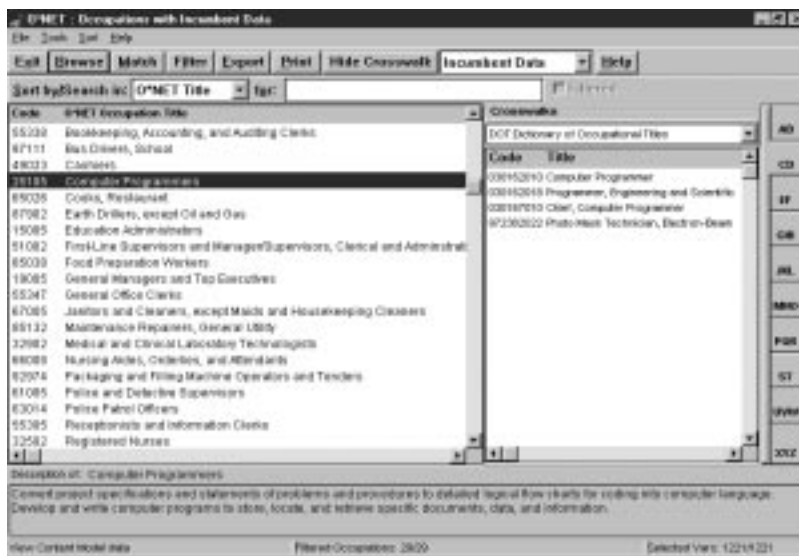 O*NET : Occupations with Incumbent Data
File Tools Sort Help
Exit Browse Match Filter Export Print Hide Crosswalk Incumbent Data Help
Sort by/Search in: O*NET Title for: Filtered
Code O*NET Occupation Title
55338 Bookkeeping, Accounting, and Auditing Clerks
97111 Bus Drivers, School
49023 Cashiers
25105 Computer Programmers
65026 Cooks, Restaurant
87902 Earth Drillers, except Oil and Gas
15005 Education Administrators
51002 First-Line Supervisors and Manager/Supervisors, Clerical and Administrati
65038 Food Preparation Workers
19005 General Managers and Top Executives
55347 General Office Clerks
67005 Janitors and Cleaners, except Maids and Housekeeping Cleaners
85132 Maintenance Repairers, General Utility
32902 Medical and Clinical Laboratory Technologists
66008 Nursing Aides, Orderlies, and Attendants
92974 Packaging and Filling Machine Operators and Tenders
61005 Police and Detective Supervisors
63014 Police Patrol Officers
55305 Receptionists and Information Clerks
32502 Registered Nurses
Crosswalks
DOT Dictionary of Occupational Titles
Code Title
030162010 Computer Programmer
030162018 Programmer, Engineering and Scientific
030167010 Chief, Computer Programmer
972382022 Photo Mask Technician, Electron-Beam
AB
CD
EF
GHI
JKL
MNO
PQR
ST
UVW
XYZ
Description of: Computer Programmers
Convert project specifications and statements of problems and procedures to detailed logical flow charts for coding into computer language.
Develop and write computer programs to store, locate, and retrieve specific documents, data, and information.
View Content Model data Filtered Occupations: 29/29 Selected Vars: 1221/1221